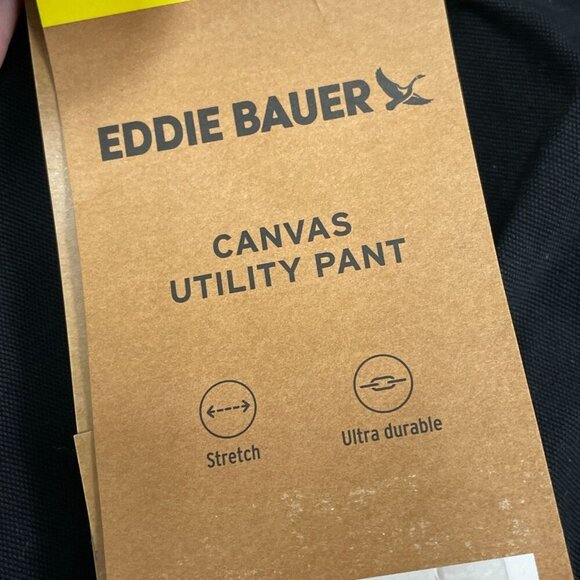 EDDIE BAUER
CANVAS
UTILITY PANT
Stretch
Ultra durable